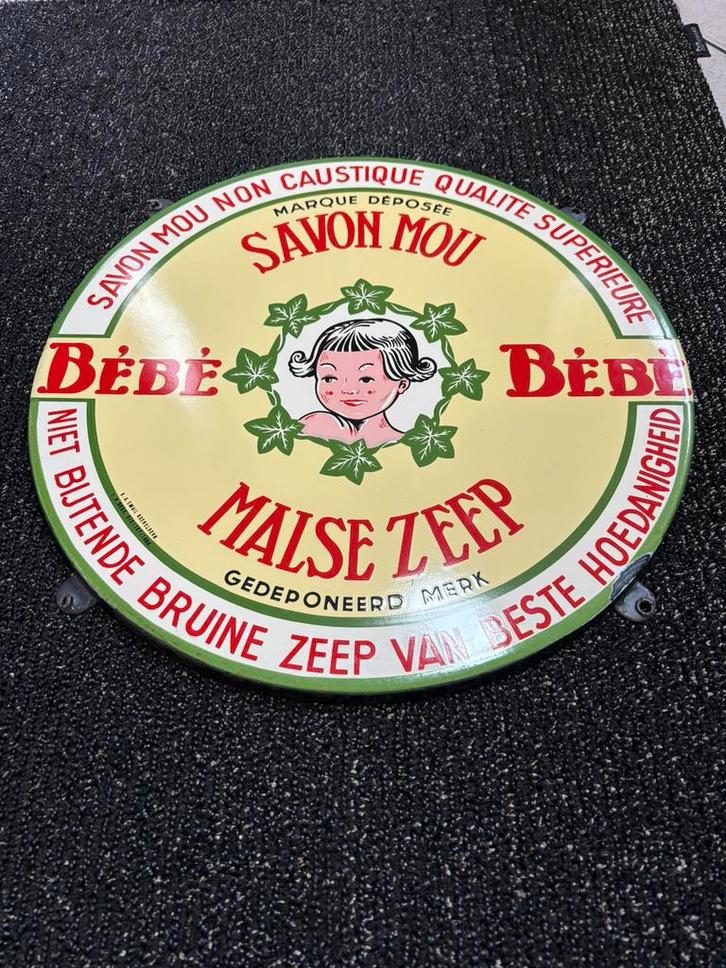 SAVON MOU NON CAUSTIQUE QUALITE SUPERIEURE
MARQUE DÉPOSÉE
SAVON MOU
BÉBÉ BÉBÉ
MALSE ZEEP
GEDEPONEERD MERK
NIET BIJTENDE BRUINE ZEEP VAN BESTE HOEDANIGHEID